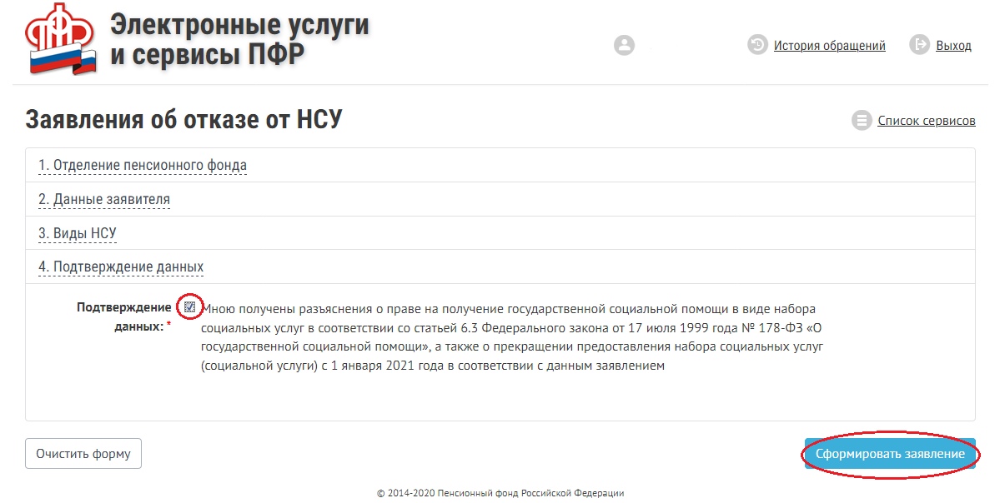 Электронные услуги
и сервисы ПФР
История обращений
Выход
Заявления об отказе от НСУ
Список сервисов
1. Отделение пенсионного фонда
2. Данные заявителя
3. Виды НСУ
4. Подтверждение данных
Подтверждение
данных: *
Мною получены разъяснения о праве на получение государственной социальной помощи в виде набора
социальных услуг в соответствии со статьей 6.3 Федерального закона от 17 июля 1999 года № 178-ФЗ «О
государственной социальной помощи», а также о прекращении предоставления набора социальных услуг
(социальной услуги) с 1 января 2021 года в соответствии с данным заявлением
Очистить форму
Сформировать заявление
© 2014-2020 Пенсионный фонд Российской Федерации